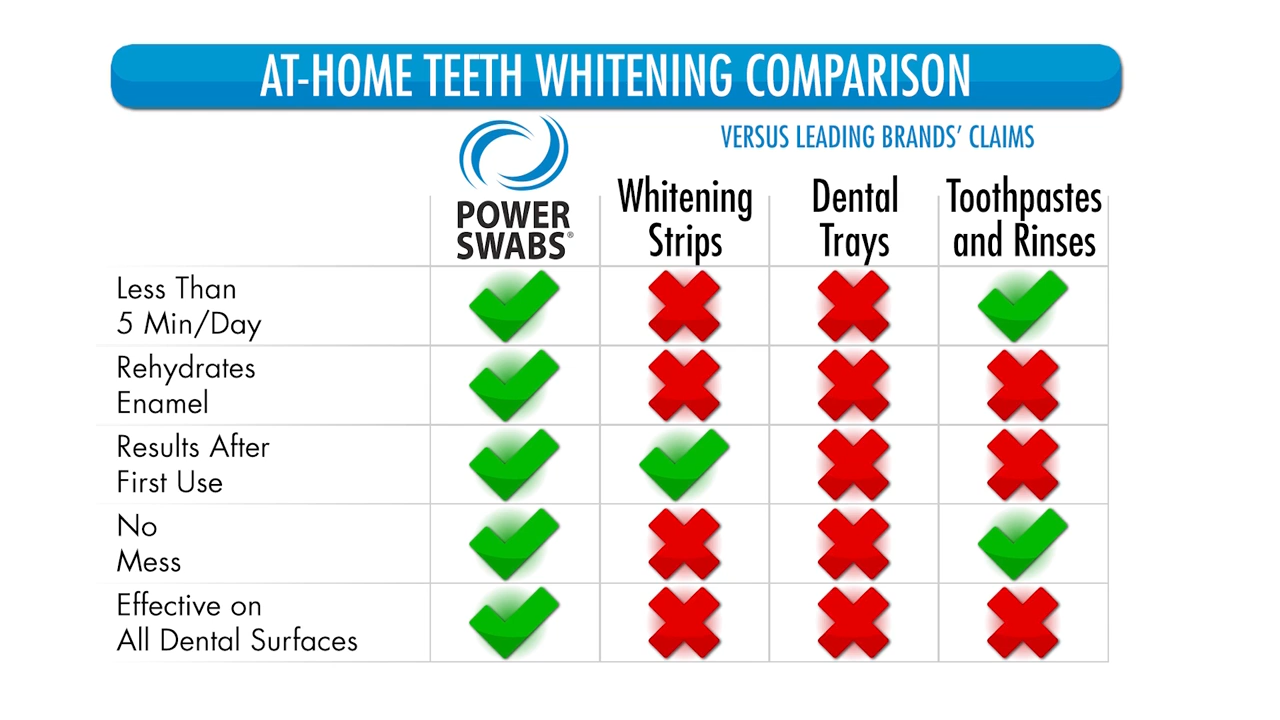 AT-HOME TEETH WHITENING COMPARISON
VERSUS LEADING BRANDS' CLAIMS
POWER
SWABS®
Whitening
Strips
Dental
Trays
Toothpastes
and Rinses
Less Than
5 Min/Day
Rehydrates
Enamel
Results After
First Use
No
Mess
Effective on
All Dental Surfaces